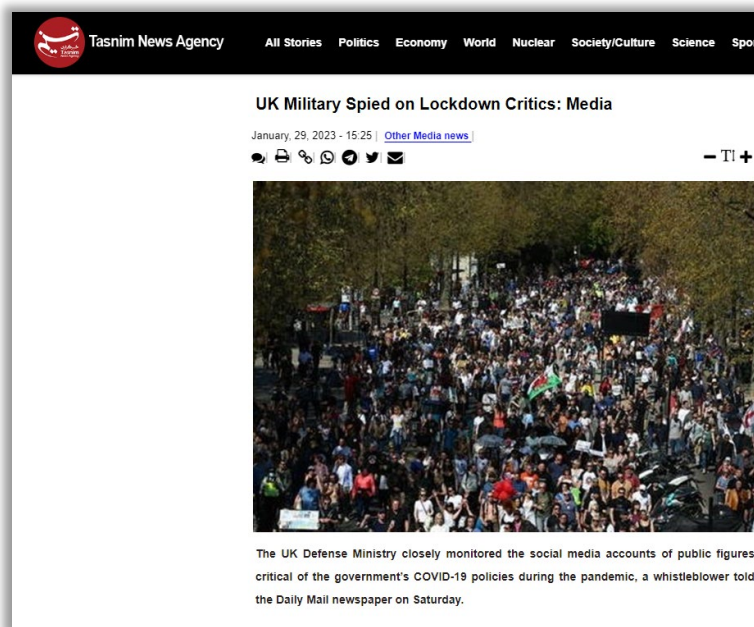 Tasnim News Agency
All Stories Politics Economy World Nuclear Society/Culture Science Spo
UK Military Spied on Lockdown Critics: Media
January, 29, 2023 - 15:25 | Other Media news |
T!
The UK Defense Ministry closely monitored the social media accounts of public figures
critical of the government's COVID-19 policies during the pandemic, a whistleblower told
the Daily Mail newspaper on Saturday.